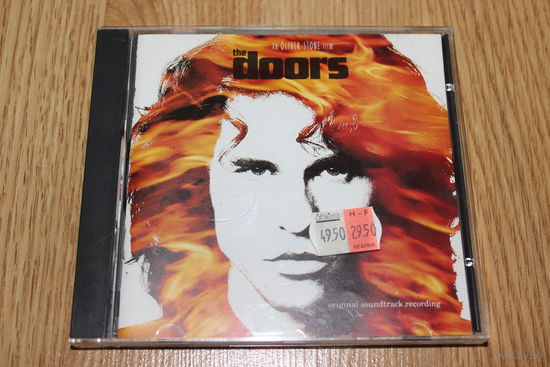 AN OLIVER STONE FILM
the
doors
H-F
49.50 29.50
original soundtrack recording